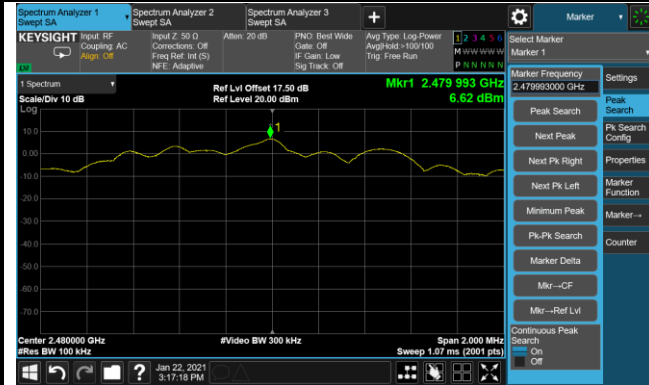 Spectrum Analyzer 1
Swept SA
Spectrum Analyzer 2
Swept SA
Spectrum Analyzer 3
Swept SA
+
Marker
KEYSIGHT
Input: RF
Coupling: AC
Align: Off
Input Z: 50 Ω
Corrections: Off
Freq Ref: Int (S)
NFE: Adaptive
Atten: 20 dB
PNO: Best Wide
Gate: Off
IF Gain: Low
Sig Track: Off
Avg Type: Log-Power
Avg|Hold:>100/100
Trig: Free Run
1 2 3 4 5 6
M W W W W W
P N N N N N
Select Marker
Marker 1
1 Spectrum
Scale/Div 10 dB
Log
Ref Lvl Offset 17.50 dB
Ref Level 20.00 dBm
Mkr1 2.479 993 GHz
6.62 dBm
1
10.0
0.00
-10.0
-20.0
-30.0
-40.0
-50.0
-60.0
-70.0
Center 2.480000 GHz
#Res BW 100 kHz
#Video BW 300 kHz
Span 2.000 MHz
Sweep 1.07 ms (2001 pts)
Marker Frequency
2.479993000 GHz
Peak Search
Next Peak
Next Pk Right
Next Pk Left
Minimum Peak
Pk-Pk Search
Marker Delta
Mkr→CF
Mkr→Ref Lvl
Continuous Peak
Search
On
Off
Settings
Peak
Search
Pk Search
Config
Properties
Marker
Function
Marker→
Counter
?
Jan 22, 2021
3:17:18 PM